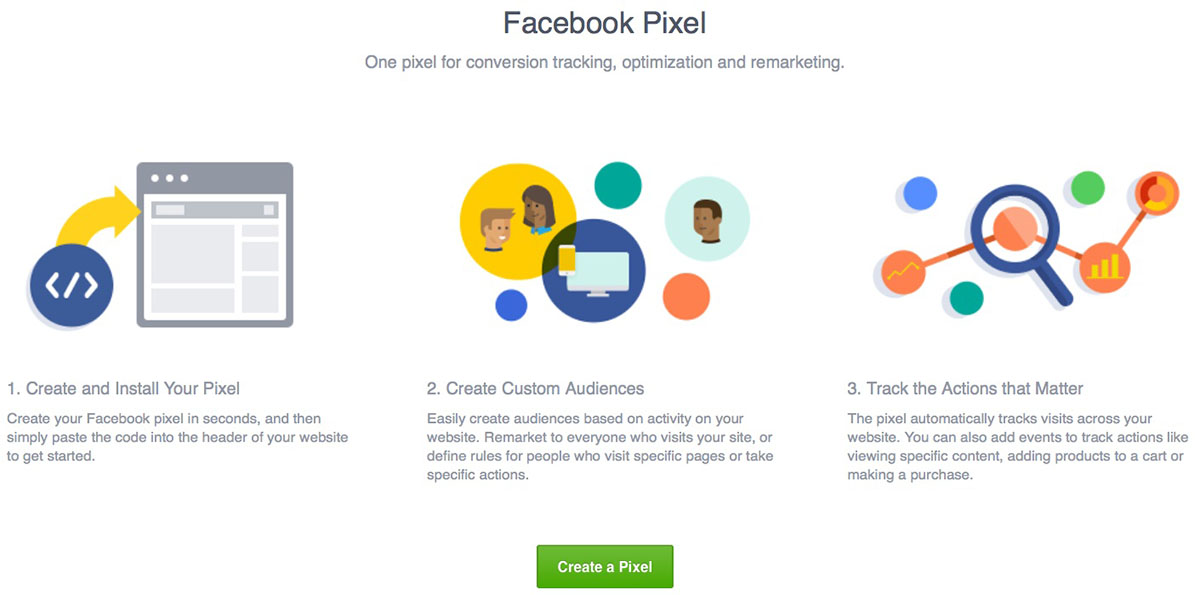 Facebook Pixel
One pixel for conversion tracking, optimization and remarketing.
</>
1. Create and Install Your Pixel
Create your Facebook pixel in seconds, and then
simply paste the code into the header of your website
to get started.
2. Create Custom Audiences
Easily create audiences based on activity on your
website. Remarket to everyone who visits your site, or
define rules for people who visit specific pages or take
specific actions.
3. Track the Actions that Matter
The pixel automatically tracks visits across your
website. You can also add events to track actions like
viewing specific content, adding products to a cart or
making a purchase.
Create a Pixel